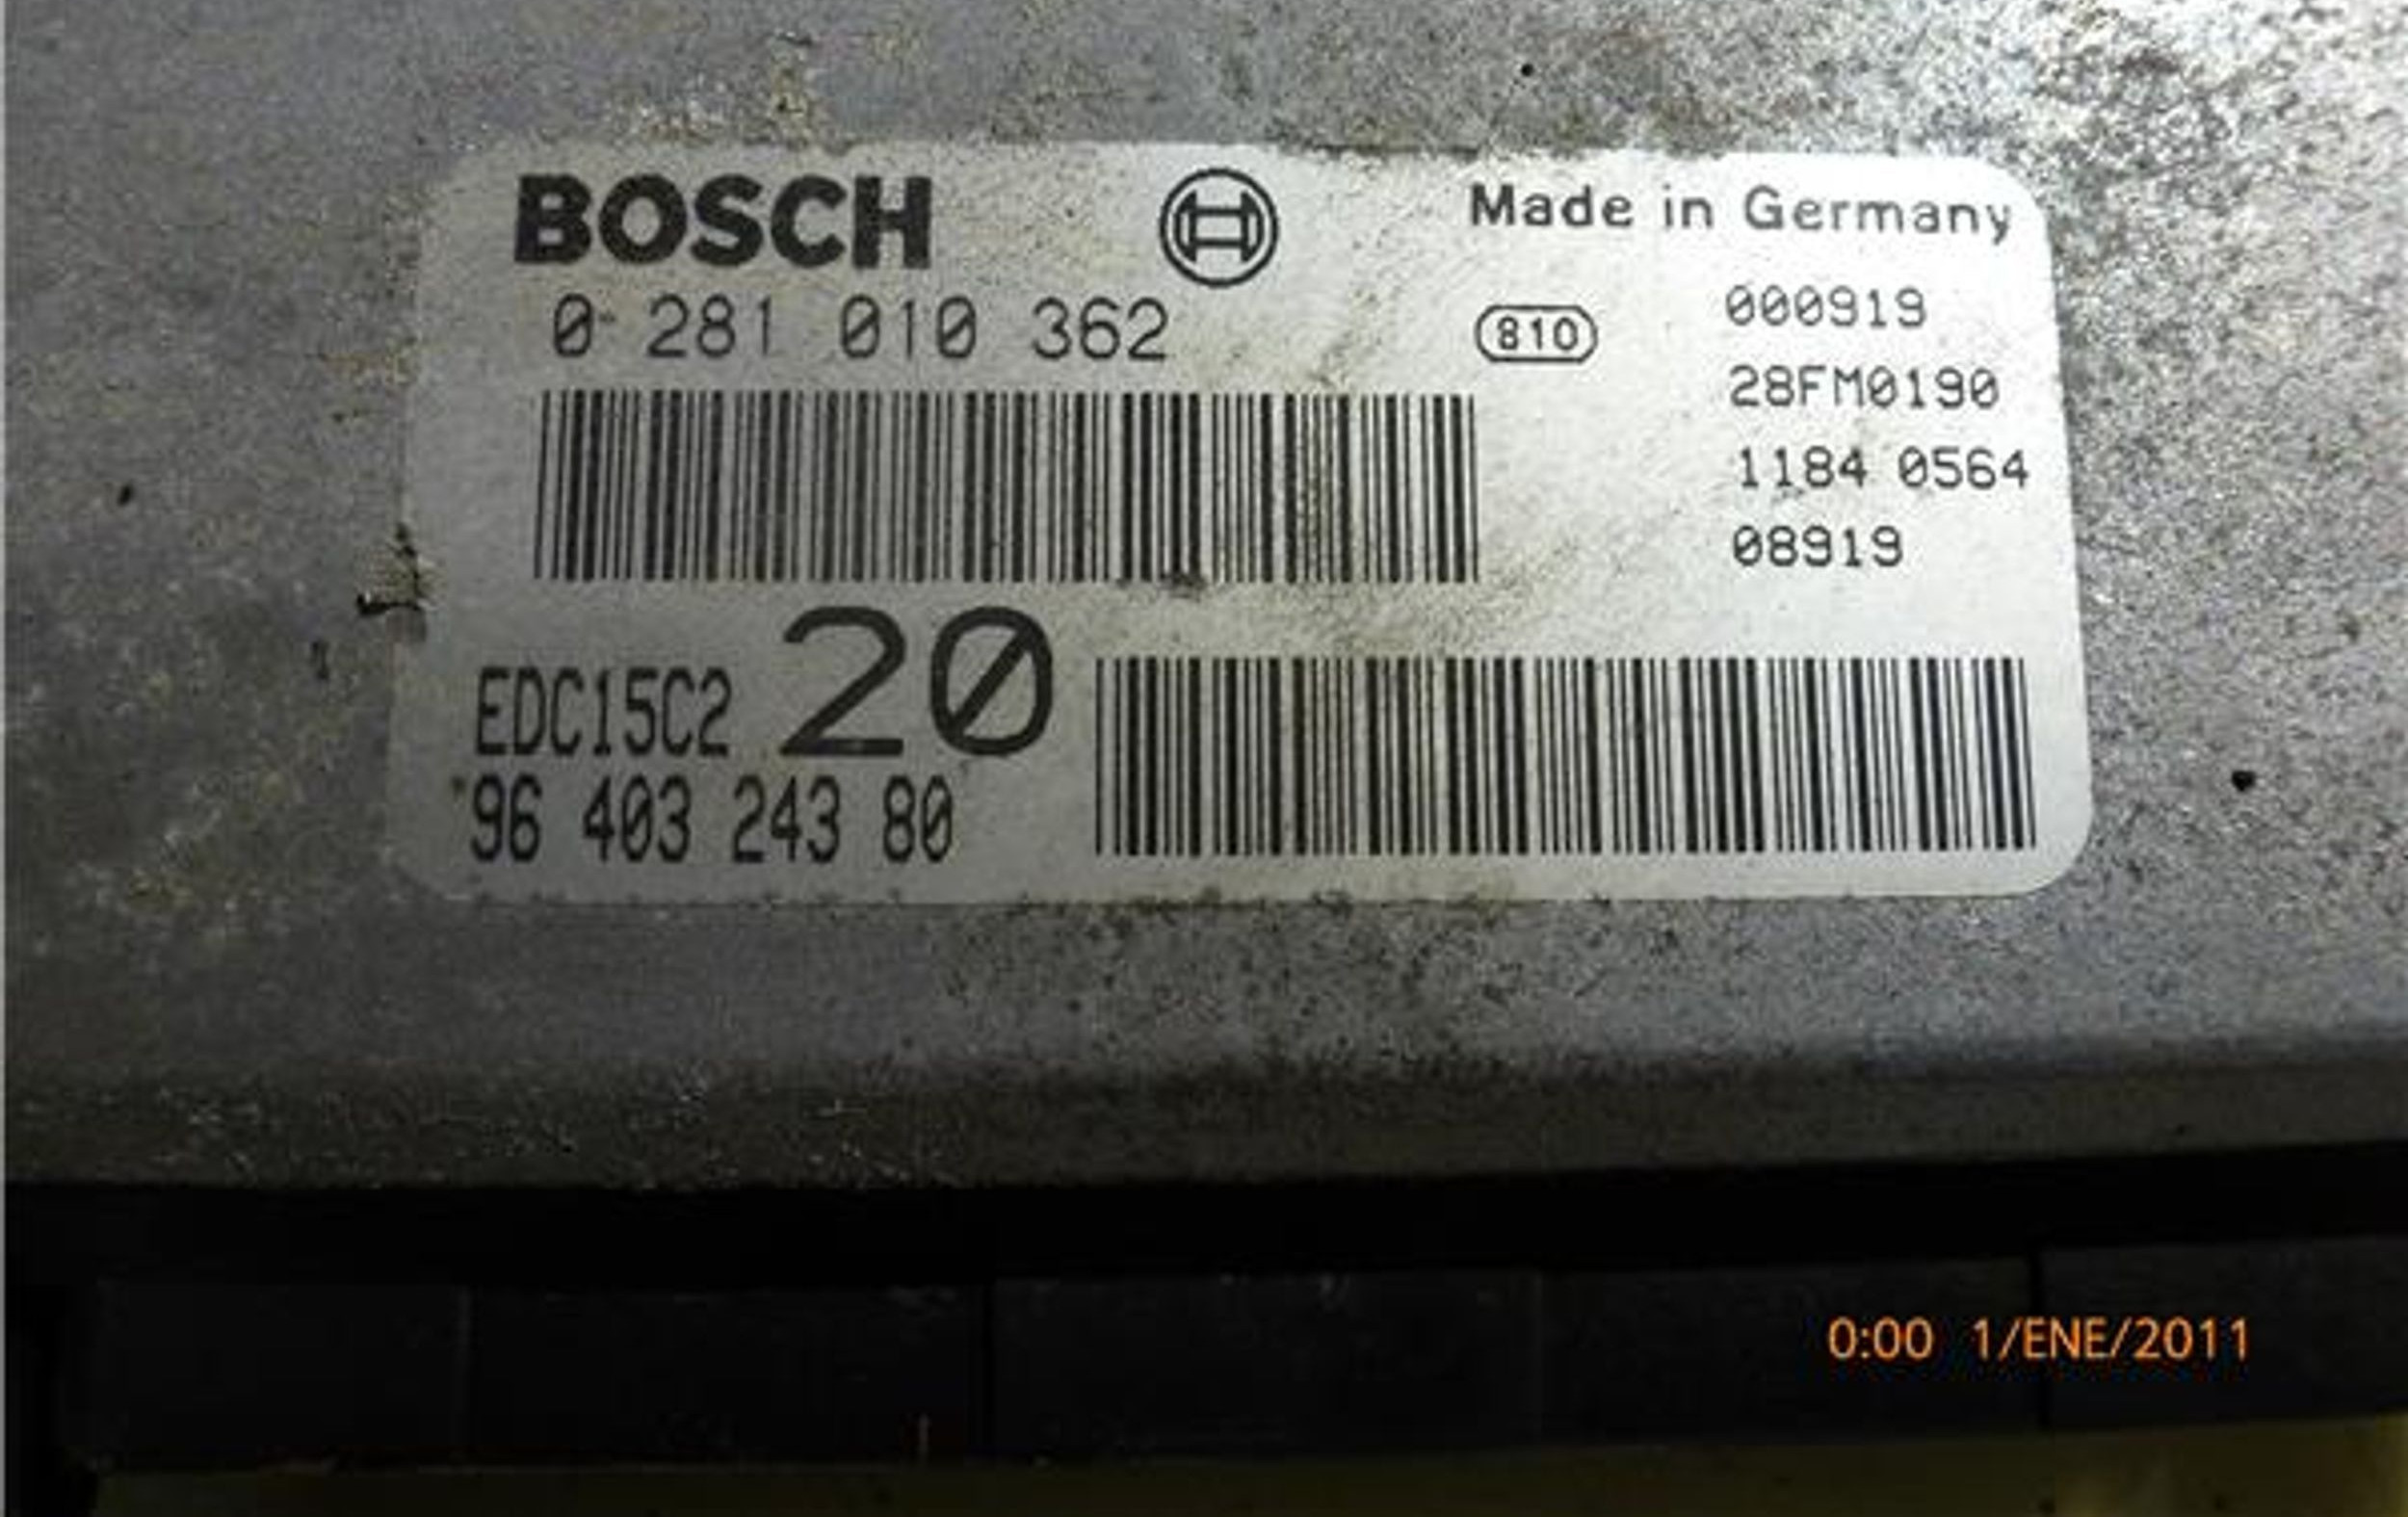 BOSCH
Made in Germany
0 281 010 362
810
000919
28FM0190
1184 0564
08919
EDC15C2 20
96 403 243 80
0:00 1/ENE/2011